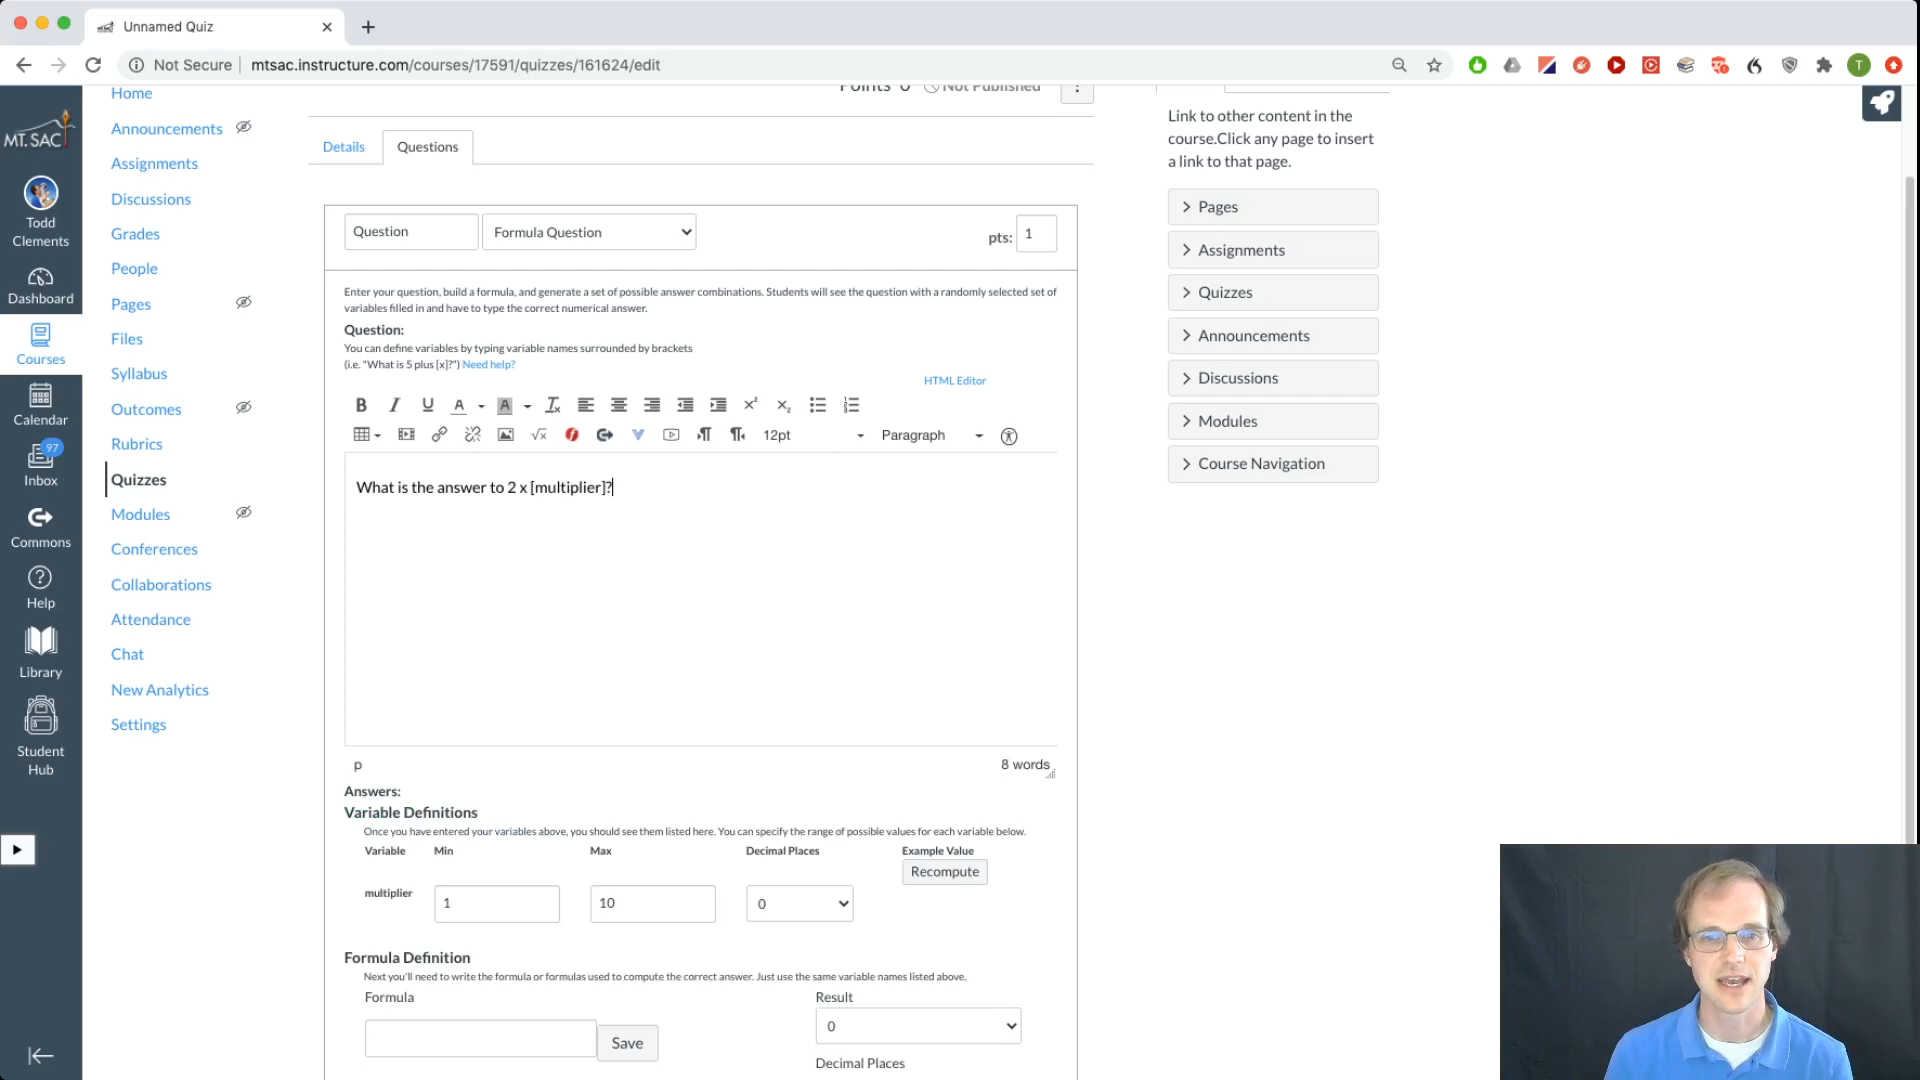 Unnamed Quiz
Not Secure mtsac.instructure.com/courses/17591/quizzes/161624/edit
T
MT. SAC
Todd
Clements
Dashboard
Courses
Calendar
97
Inbox
Commons
Help
Library
Student
Hub
Home
Announcements
Assignments
Discussions
Grades
People
Pages
Files
Syllabus
Outcomes
Rubrics
Quizzes
Modules
Conferences
Collaborations
Attendance
Chat
New Analytics
Settings
Points 0 Not Published
Details Questions
Question Formula Question pts: 1
Enter your question, build a formula, and generate a set of possible answer combinations. Students will see the question with a randomly selected set of
variables filled in and have to type the correct numerical answer.
Question:
You can define variables by typing variable names surrounded by brackets
(i.e. "What is 5 plus [x]?") Need help?
HTML Editor
12pt Paragraph
What is the answer to 2 x [multiplier]?
p 8 words
Answers:
Variable Definitions
Once you have entered your variables above, you should see them listed here. You can specify the range of possible values for each variable below.
Variable Min Max Decimal Places Example Value
Recompute
multiplier 1 10 0
Formula Definition
Next you'll need to write the formula or formulas used to compute the correct answer. Just use the same variable names listed above.
Formula Result
0
Save
Decimal Places
Link to other content in the
course.Click any page to insert
a link to that page.
Pages
Assignments
Quizzes
Announcements
Discussions
Modules
Course Navigation